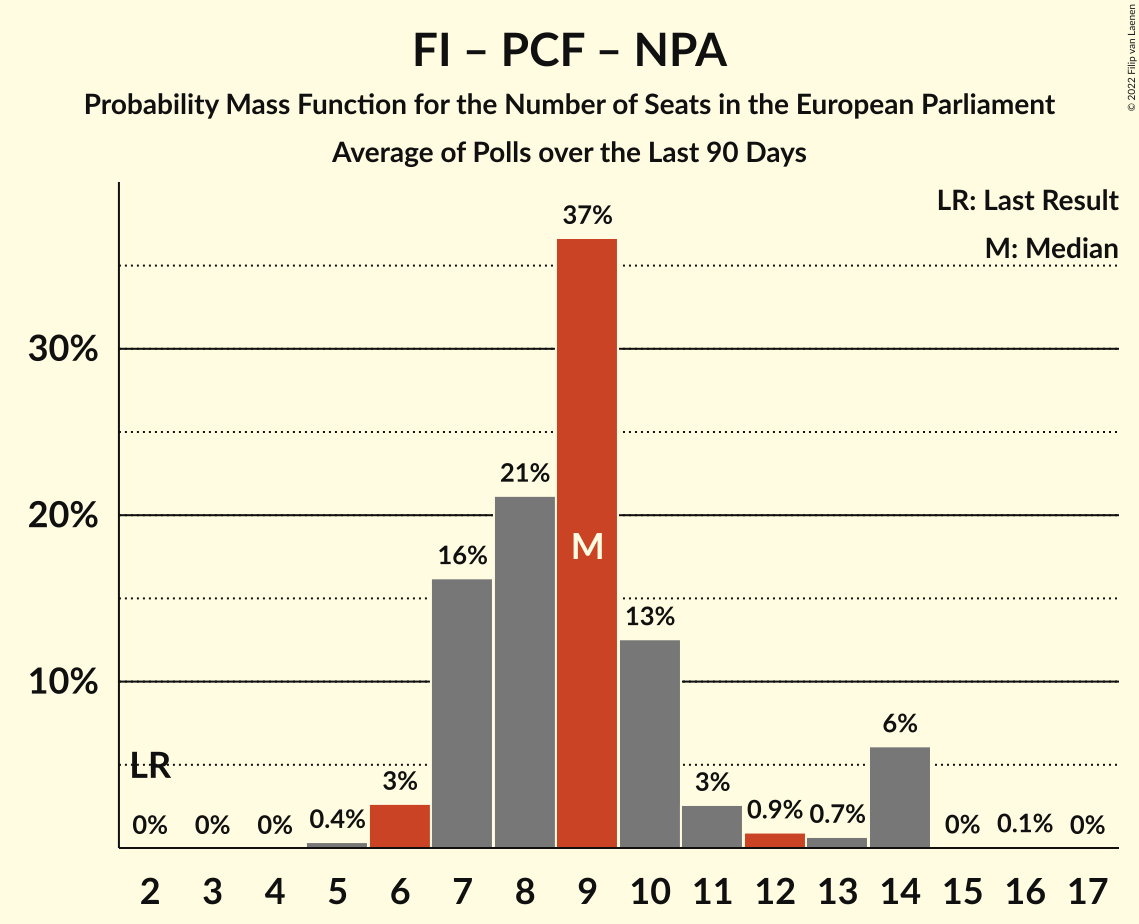 FI – PCF – NPA
Probability Mass Function for the Number of Seats in the European Parliament
Average of Polls over the Last 90 Days
© 2022 Filip van Laenen
LR: Last Result
M: Median
37%
30%
21%
20%
M
16%
13%
10%
6%
LR
3%
3%
0%
0%
0%
0.4%
0.9%
0.7%
0%
0.1%
0%
2 3 4 5 6 7 8 9 10 11 12 13 14 15 16 17